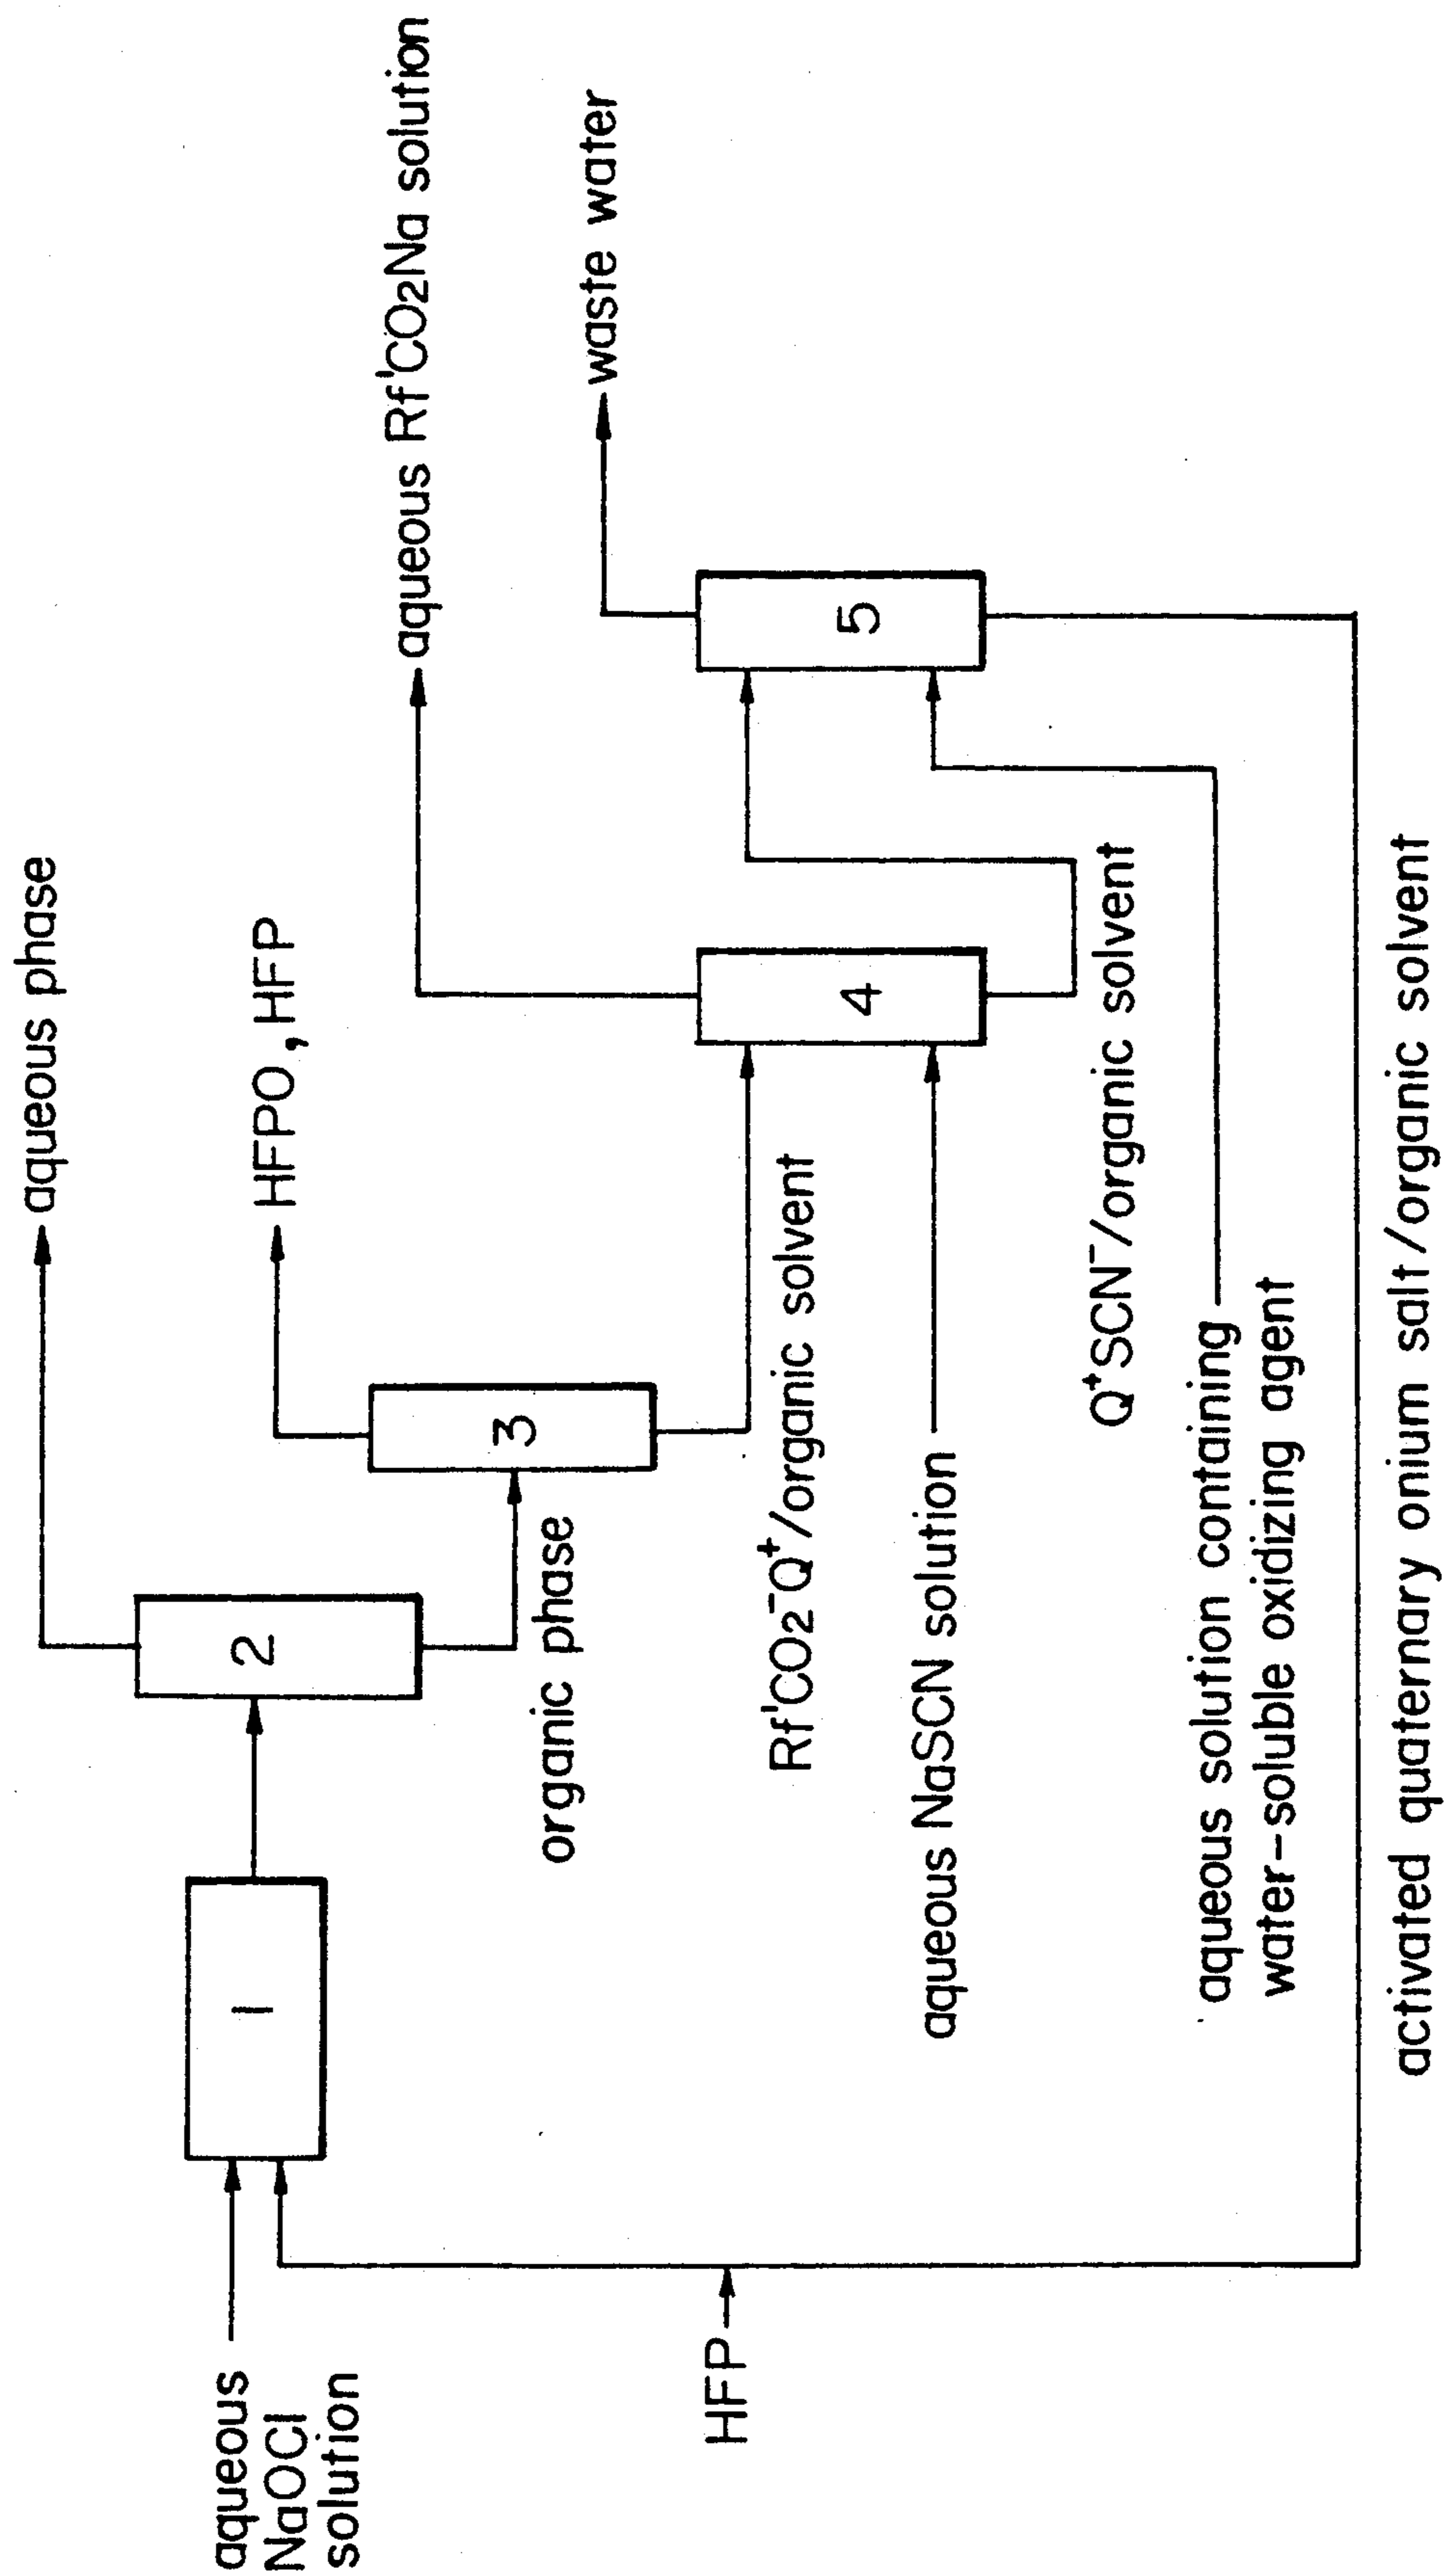 aqueous
NaOCl
solution
HFP
1
2
aqueous phase
organic phase
3
HFPO, HFP
Rf'CO2⁻Q⁺/organic solvent
aqueous NaSCN solution
4
aqueous Rf'CO2Na solution
Q⁺SCN⁻/organic solvent
aqueous solution containing
water-soluble oxidizing agent
5
waste water
activated quaternary onium salt/organic solvent